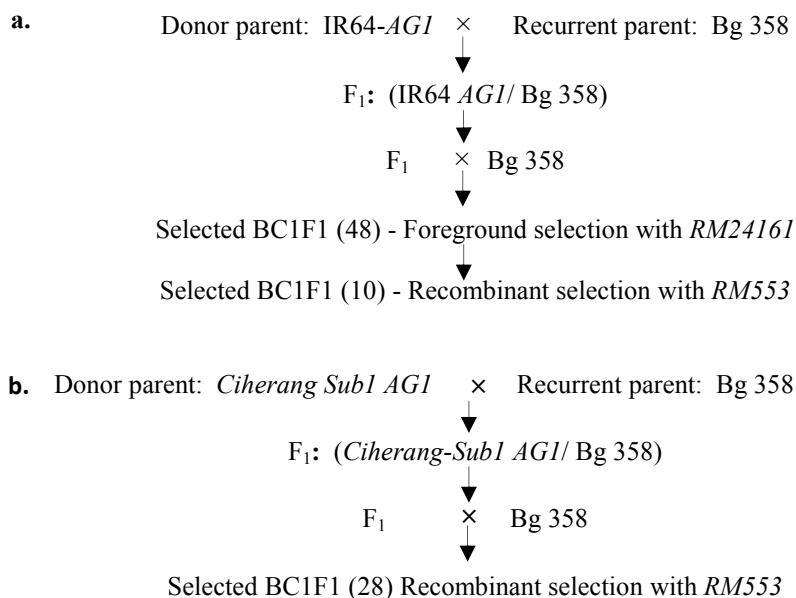 a. Donor parent: IR64-AG1 × Recurrent parent: Bg 358
F1: (IR64 AG1/ Bg 358)
F1 × Bg 358
Selected BC1F1 (48) - Foreground selection with RM24161
Selected BC1F1 (10) - Recombinant selection with RM553
b. Donor parent: Ciherang Sub1 AG1 × Recurrent parent: Bg 358
F1: (Ciherang-Sub1 AG1/ Bg 358)
F1 × Bg 358
Selected BC1F1 (28) Recombinant selection with RM553